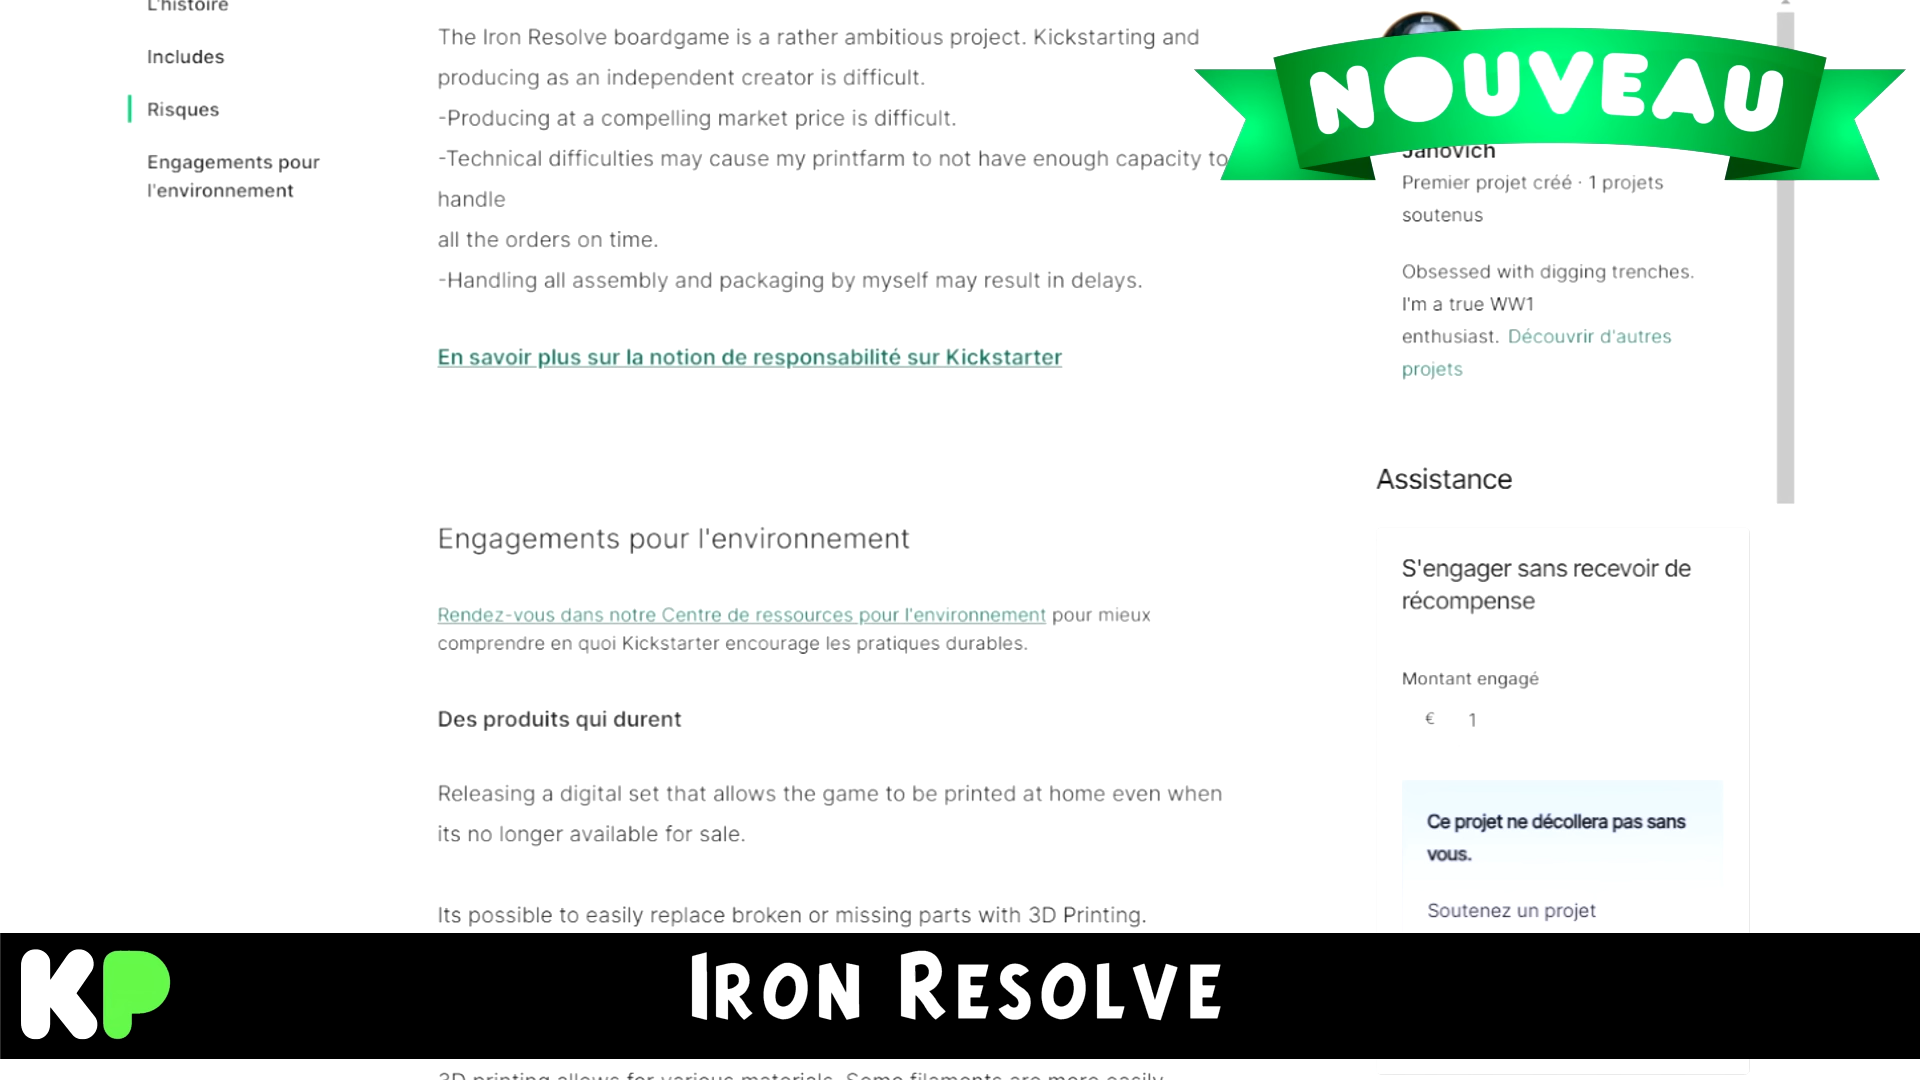 L'histoire
Includes
Risques
Engagements pour
l'environnement
The Iron Resolve boardgame is a rather ambitious project. Kickstarting and
producing as an independent creator is difficult.
-Producing at a compelling market price is difficult.
-Technical difficulties may cause my printfarm to not have enough capacity to
handle
all the orders on time.
-Handling all assembly and packaging by myself may result in delays.
En savoir plus sur la notion de responsabilité sur Kickstarter
Engagements pour l'environnement
Rendez-vous dans notre Centre de ressources pour l'environnement pour mieux
comprendre en quoi Kickstarter encourage les pratiques durables.
Des produits qui durent
Releasing a digital set that allows the game to be printed at home even when
its no longer available for sale.
Its possible to easily replace broken or missing parts with 3D Printing.
3D printing allows for various materials. Some filaments are more easily
NOUVEAU
Janovich
Premier projet créé · 1 projets
soutenus
Obsessed with digging trenches.
I'm a true WW1
enthusiast. Découvrir d'autres
projets
Assistance
S'engager sans recevoir de
récompense
Montant engagé
€ 1
Ce projet ne décollera pas sans
vous.
Soutenez un projet
KP
Iron Resolve